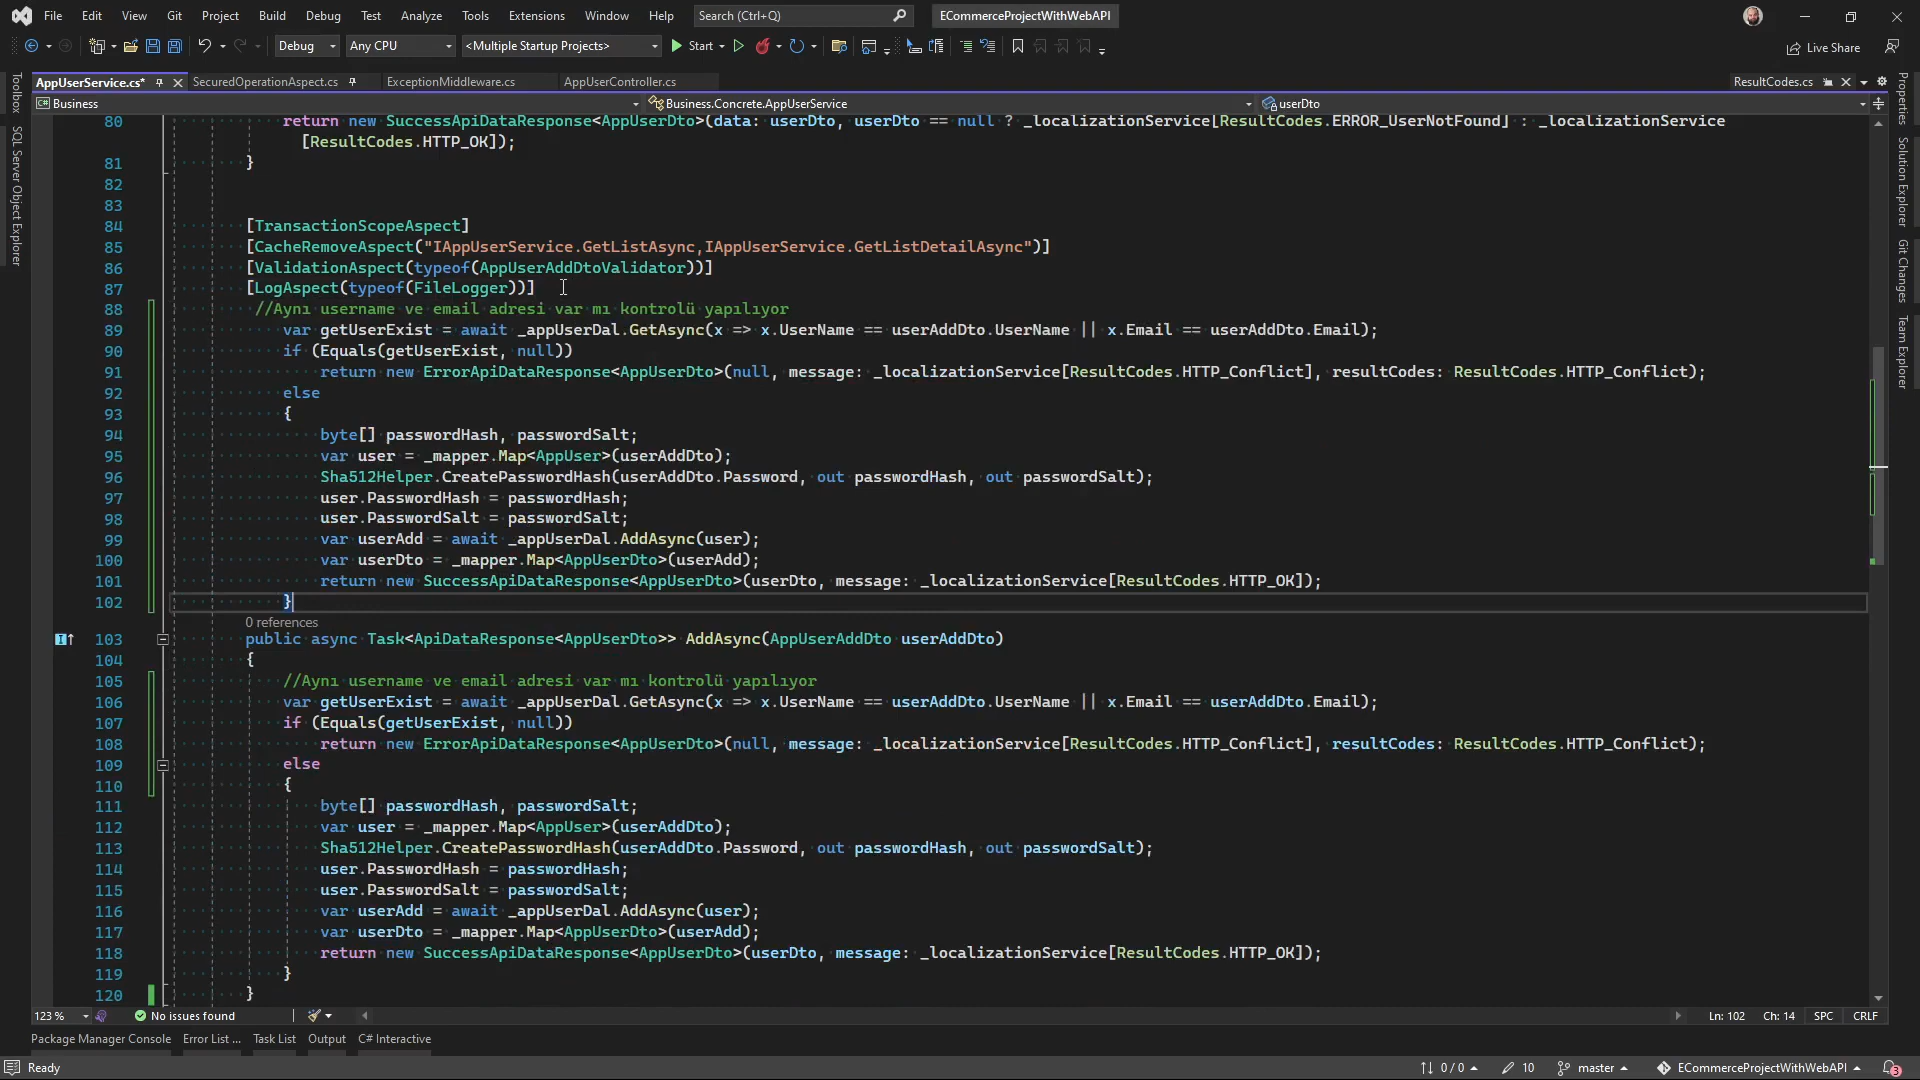 File Edit View Git Project Build Debug Test Analyze Tools Extensions Window Help Search (Ctrl+Q) ECommerceProjectWithWebAPI
Debug Any CPU <Multiple Startup Projects> Start Live Share
AppUserService.cs* SecuredOperationAspect.cs ExceptionMiddleware.cs AppUserController.cs ResultCodes.cs
Business Business.Concrete.AppUserService userDto
Toolbox
SQL Server Object Explorer
Properties
Solution Explorer
Git Changes
Team Explorer
80 return new SuccessApiDataResponse<AppUserDto>(data: userDto, userDto == null ? _localizationService[ResultCodes.ERROR_UserNotFound] : _localizationService
[ResultCodes.HTTP_OK]);
81 }
82
83
84 [TransactionScopeAspect]
85 [CacheRemoveAspect("IAppUserService.GetListAsync,IAppUserService.GetListDetailAsync")]
86 [ValidationAspect(typeof(AppUserAddDtoValidator))]
87 [LogAspect(typeof(FileLogger))]
88 //Aynı username ve email adresi var mı kontrolü yapılıyor
89 var getUserExist = await _appUserDal.GetAsync(x => x.UserName == userAddDto.UserName || x.Email == userAddDto.Email);
90 if (Equals(getUserExist, null))
91 return new ErrorApiDataResponse<AppUserDto>(null, message: _localizationService[ResultCodes.HTTP_Conflict], resultCodes: ResultCodes.HTTP_Conflict);
92 else
93 {
94 byte[] passwordHash, passwordSalt;
95 var user = _mapper.Map<AppUser>(userAddDto);
96 Sha512Helper.CreatePasswordHash(userAddDto.Password, out passwordHash, out passwordSalt);
97 user.PasswordHash = passwordHash;
98 user.PasswordSalt = passwordSalt;
99 var userAdd = await _appUserDal.AddAsync(user);
100 var userDto = _mapper.Map<AppUserDto>(userAdd);
101 return new SuccessApiDataResponse<AppUserDto>(userDto, message: _localizationService[ResultCodes.HTTP_OK]);
102 }
0 references
103 public async Task<ApiDataResponse<AppUserDto>> AddAsync(AppUserAddDto userAddDto)
104 {
105 //Aynı username ve email adresi var mı kontrolü yapılıyor
106 var getUserExist = await _appUserDal.GetAsync(x => x.UserName == userAddDto.UserName || x.Email == userAddDto.Email);
107 if (Equals(getUserExist, null))
108 return new ErrorApiDataResponse<AppUserDto>(null, message: _localizationService[ResultCodes.HTTP_Conflict], resultCodes: ResultCodes.HTTP_Conflict);
109 else
110 {
111 byte[] passwordHash, passwordSalt;
112 var user = _mapper.Map<AppUser>(userAddDto);
113 Sha512Helper.CreatePasswordHash(userAddDto.Password, out passwordHash, out passwordSalt);
114 user.PasswordHash = passwordHash;
115 user.PasswordSalt = passwordSalt;
116 var userAdd = await _appUserDal.AddAsync(user);
117 var userDto = _mapper.Map<AppUserDto>(userAdd);
118 return new SuccessApiDataResponse<AppUserDto>(userDto, message: _localizationService[ResultCodes.HTTP_OK]);
119 }
120 }
123 % No issues found Ln: 102 Ch: 14 SPC CRLF
Package Manager Console Error List ... Task List Output C# Interactive
Ready 0 / 0 10 master ECommerceProjectWithWebAPI 3